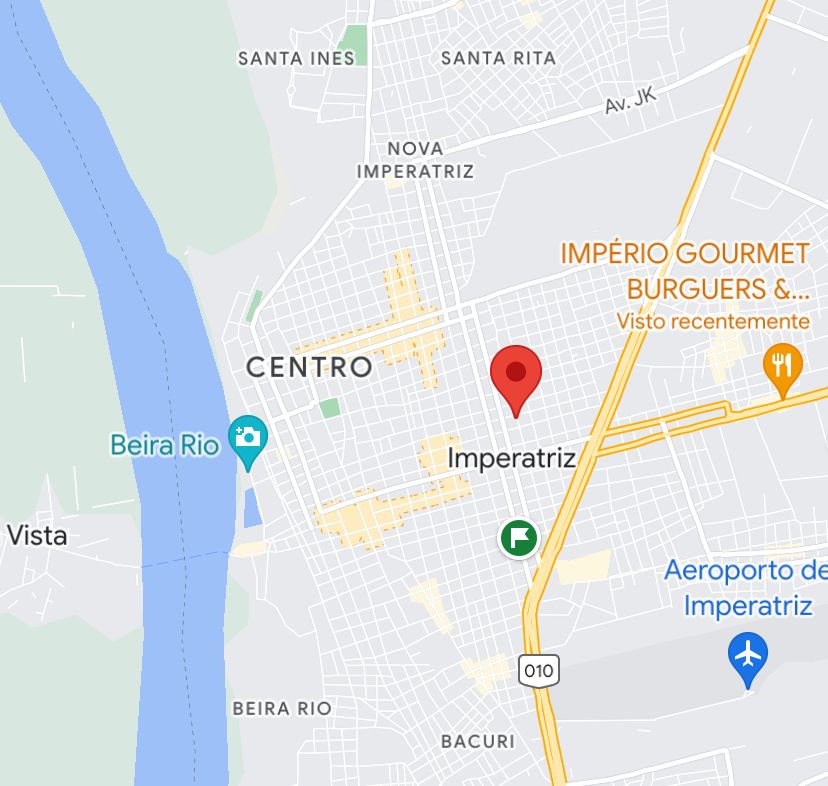 SANTA INES
SANTA RITA
Av. JK
NOVA
IMPERATRIZ
IMPÉRIO GOURMET
BURGUERS &...
Visto recentemente
CENTRO
Beira Rio
Imperatriz
Vista
Aeroporto de
Imperatriz
010
BEIRA RIO
BACURI